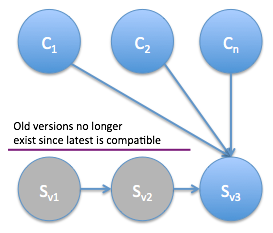 C1 C2 Cn
Old versions no longer
exist since latest is compatible
Sv1 Sv2 Sv3